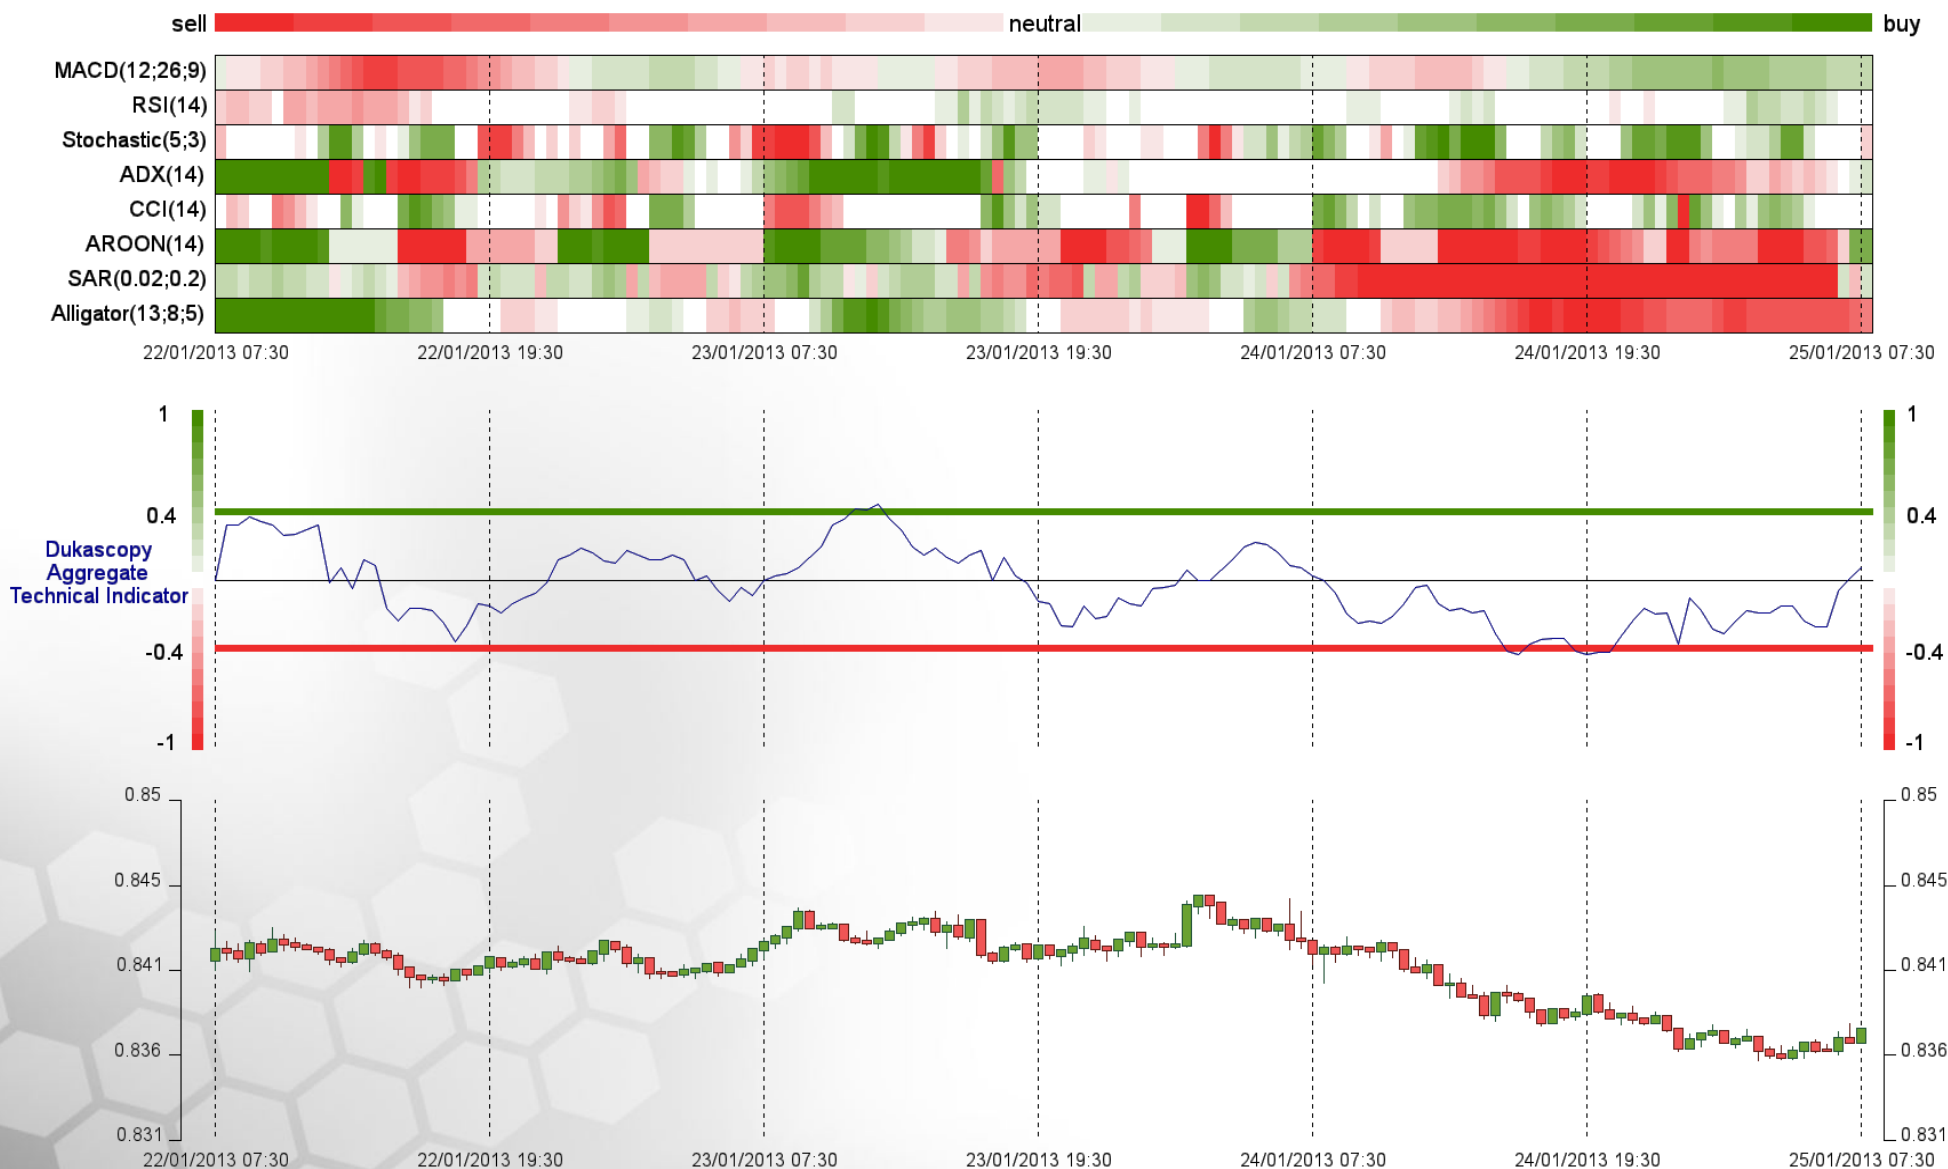 sell neutral buy
MACD(12;26;9)
RSI(14)
Stochastic(5;3)
ADX(14)
CCI(14)
AROON(14)
SAR(0.02;0.2)
Alligator(13;8;5)
22/01/2013 07:30 22/01/2013 19:30 23/01/2013 07:30 23/01/2013 19:30 24/01/2013 07:30 24/01/2013 19:30 25/01/2013 07:30
1 1
0.4 0.4
Dukascopy
Aggregate
Technical Indicator
-0.4 -0.4
-1 -1
0.85 0.85
0.845 0.845
0.841 0.841
0.836 0.836
0.831 0.831
22/01/2013 07:30 22/01/2013 19:30 23/01/2013 07:30 23/01/2013 19:30 24/01/2013 07:30 24/01/2013 19:30 25/01/2013 07:30